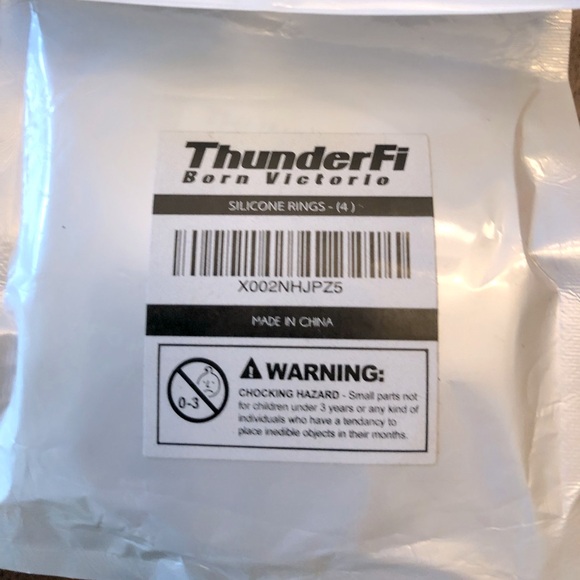 ThunderFi
Born Victorio
SILICONE RINGS - (4 )
X002NHJPZ5
MADE IN CHINA
WARNING:
0-3
CHOCKING HAZARD - Small parts not
for children under 3 years or any kind of
individuals who have a tendancy to
place inedible objects in their months.